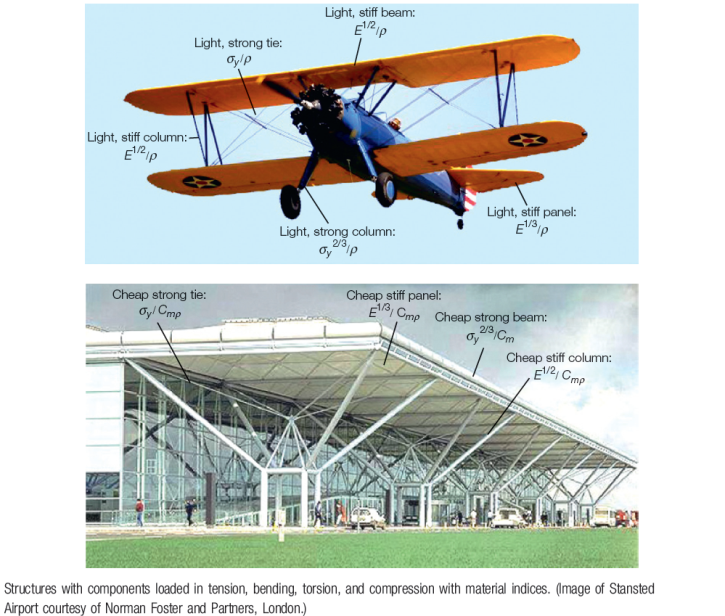 Light, stiff beam:
E^1/2/ρ
Light, strong tie:
σy/ρ
Light, stiff column:
E^1/2/ρ
Light, stiff panel:
E^1/3/ρ
Light, strong column:
σy^2/3/ρ
Cheap strong tie:
σy/Cmρ
Cheap stiff panel:
E^1/3/Cmρ
Cheap strong beam:
σy^2/3/Cm
Cheap stiff column:
E^1/2/Cmρ
Structures with components loaded in tension, bending, torsion, and compression with material indices. (Image of Stansted
Airport courtesy of Norman Foster and Partners, London.)